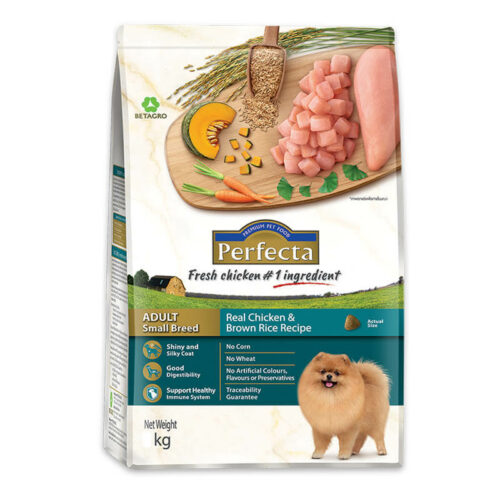 BETAGRO
PREMIUM PET FOOD
Perfecta
Fresh chicken #1 ingredient
ADULT
Small Breed
Real Chicken &
Brown Rice Recipe
Actual
Size
Shiny and
Silky Coat
Good
Digestibility
Support Healthy
Immune System
No Corn
No Wheat
No Artificial Colours,
Flavours or Preservatives
Traceability
Guarantee
Net Weight
kg